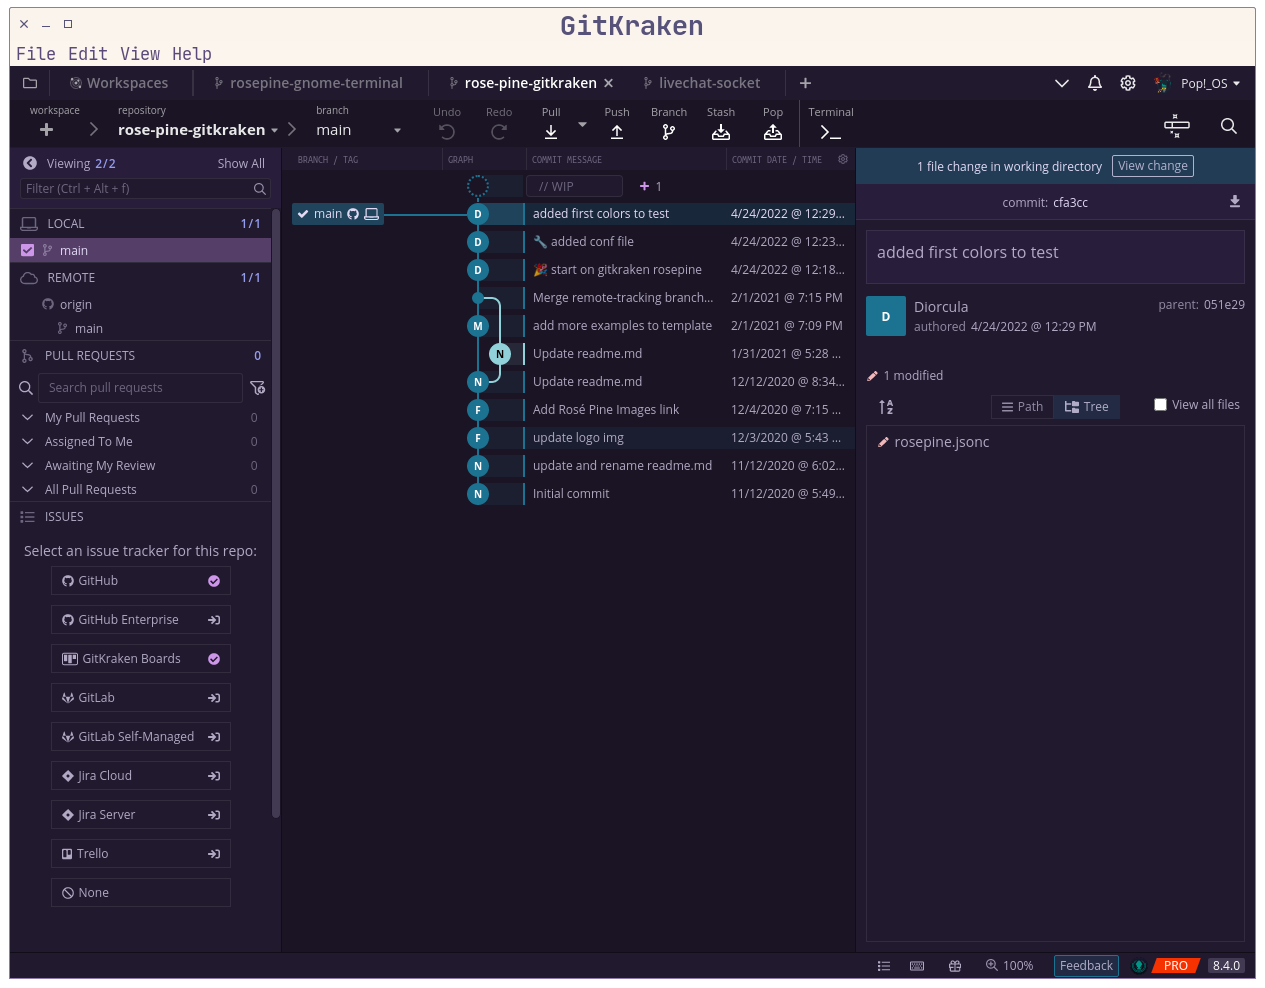 GitKraken
File Edit View Help
Workspaces rosepine-gnome-terminal rose-pine-gitkraken livechat-socket Pop!_OS
workspace repository branch Undo Redo Pull Push Branch Stash Pop Terminal
rose-pine-gitkraken main
Viewing 2/2 Show All
Filter (Ctrl + Alt + f)
LOCAL 1/1
main
REMOTE 1/1
origin
main
PULL REQUESTS 0
Search pull requests
My Pull Requests 0
Assigned To Me 0
Awaiting My Review 0
All Pull Requests 0
ISSUES
Select an issue tracker for this repo:
GitHub
GitHub Enterprise
GitKraken Boards
GitLab
GitLab Self-Managed
Jira Cloud
Jira Server
Trello
None
BRANCH / TAG GRAPH COMMIT MESSAGE COMMIT DATE / TIME
// WIP + 1
main D added first colors to test 4/24/2022 @ 12:29...
D 🔧 added conf file 4/24/2022 @ 12:23...
D 🎉 start on gitkraken rosepine 4/24/2022 @ 12:18...
Merge remote-tracking branch... 2/1/2021 @ 7:15 PM
M add more examples to template 2/1/2021 @ 7:09 PM
N Update readme.md 1/31/2021 @ 5:28 ...
N Update readme.md 12/12/2020 @ 8:34...
F Add Rosé Pine Images link 12/4/2020 @ 7:15 ...
F update logo img 12/3/2020 @ 5:43 ...
N update and rename readme.md 11/12/2020 @ 6:02...
N Initial commit 11/12/2020 @ 5:49...
1 file change in working directory View change
commit: cfa3cc
added first colors to test
D Diorcula parent: 051e29
authored 4/24/2022 @ 12:29 PM
1 modified
A Z Path Tree View all files
rosepine.jsonc
100% Feedback PRO 8.4.0